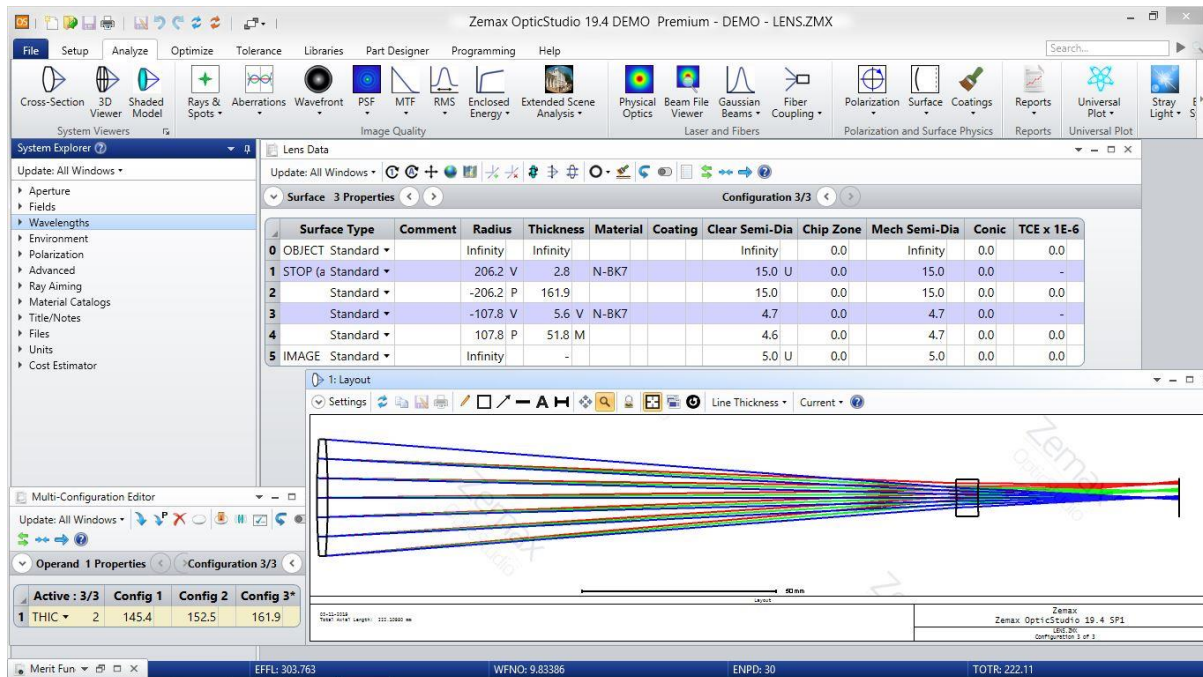 Zemax OpticStudio 19.4 DEMO Premium - DEMO - LENS.ZMX
File Setup Analyze Optimize Tolerance Libraries Part Designer Programming Help Search...
Cross-Section 3D Viewer Shaded Model Rays & Spots Aberrations Wavefront PSF MTF RMS Enclosed Energy Extended Scene Analysis Physical Optics Beam File Viewer Gaussian Beams Fiber Coupling Polarization Surface Coatings Reports Universal Plot Stray Light
System Viewers Image Quality Laser and Fibers Polarization and Surface Physics Reports Universal Plot
System Explorer
Update: All Windows
Aperture
Fields
Wavelengths
Environment
Polarization
Advanced
Ray Aiming
Material Catalogs
Title/Notes
Files
Units
Cost Estimator
Lens Data
Update: All Windows
Surface 3 Properties Configuration 3/3
Surface Type Comment Radius Thickness Material Coating Clear Semi-Dia Chip Zone Mech Semi-Dia Conic TCE x 1E-6
0 OBJECT Standard Infinity Infinity Infinity 0.0 Infinity 0.0 0.0
1 STOP (a Standard 206.2 V 2.8 N-BK7 15.0 U 0.0 15.0 0.0 -
2 Standard -206.2 P 161.9 15.0 0.0 15.0 0.0 0.0
3 Standard -107.8 V 5.6 V N-BK7 4.7 0.0 4.7 0.0 -
4 Standard 107.8 P 51.8 M 4.6 0.0 4.7 0.0 0.0
5 IMAGE Standard Infinity - 5.0 U 0.0 5.0 0.0 0.0
1: Layout
Settings Line Thickness Current
Zemax
OpticStudio
Zemax
Studio
50mm
Layout
Zemax
Zemax OpticStudio 19.4 SP1
LENS.ZMX
Configuration 3 of 3
Multi-Configuration Editor
Update: All Windows
Operand 1 Properties Configuration 3/3
Active : 3/3 Config 1 Config 2 Config 3*
1 THIC 2 145.4 152.5 161.9
Merit Fun EFFL: 303.763 WFNO: 9.83386 ENPD: 30 TOTR: 222.11